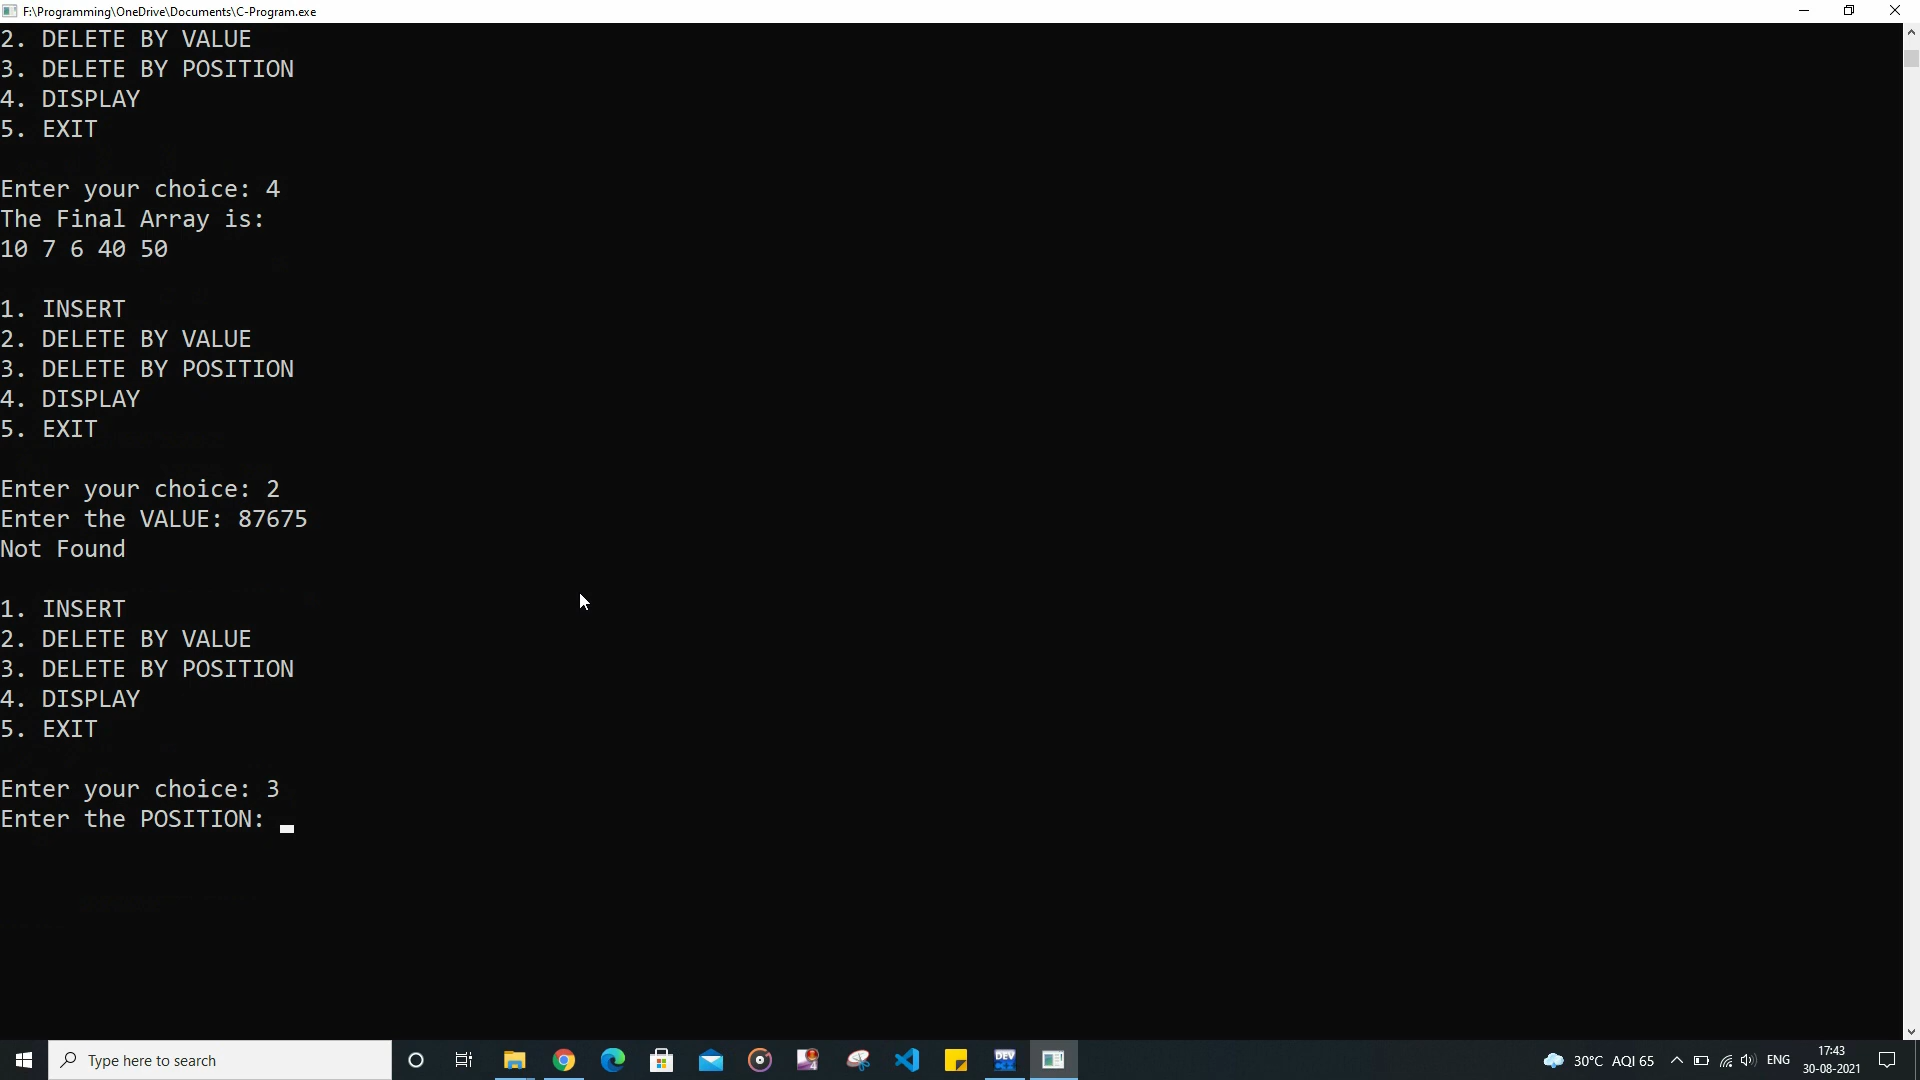 F:\Programming\OneDrive\Documents\C-Program.exe
2. DELETE BY VALUE
3. DELETE BY POSITION
4. DISPLAY
5. EXIT
Enter your choice: 4
The Final Array is:
10 7 6 40 50
1. INSERT
2. DELETE BY VALUE
3. DELETE BY POSITION
4. DISPLAY
5. EXIT
Enter your choice: 2
Enter the VALUE: 87675
Not Found
1. INSERT
2. DELETE BY VALUE
3. DELETE BY POSITION
4. DISPLAY
5. EXIT
Enter your choice: 3
Enter the POSITION:
Type here to search
DEV
30°C AQI 65
ENG
17:43
30-08-2021